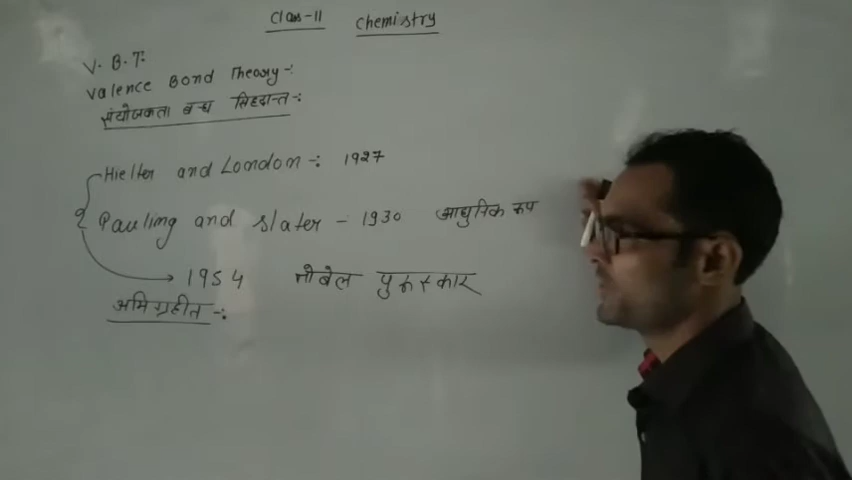 Class-11 Chemistry
V. B. T:
Valence Bond Theory-:
संयोजकता बन्ध सिद्धान्त-:
Hielter and London-: 1927
Pauling and slater - 1930 आधुनिक रूप
1954 नोबेल पुरूस्कार
अभिग्रहीत-: